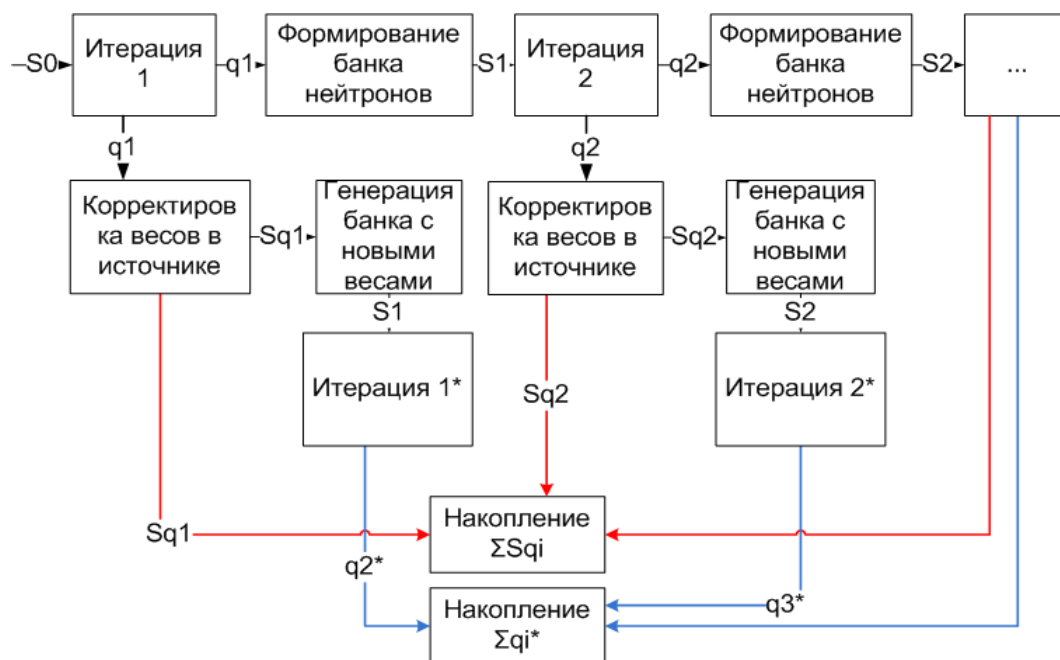 S0
Итерация
1
q1
Формирование
банка
нейтронов
S1
Итерация
2
q2
Формирование
банка
нейтронов
S2
...
q1
q2
Корректиров
ка весов в
источнике
Sq1
Генерация
банка с
новыми
весами
Корректиров
ка весов в
источнике
Sq2
Генерация
банка с
новыми
весами
S1
S2
Итерация 1*
Sq2
Итерация 2*
Sq1
Накопление
ΣSqi
q2*
q3*
Накопление
Σqi*